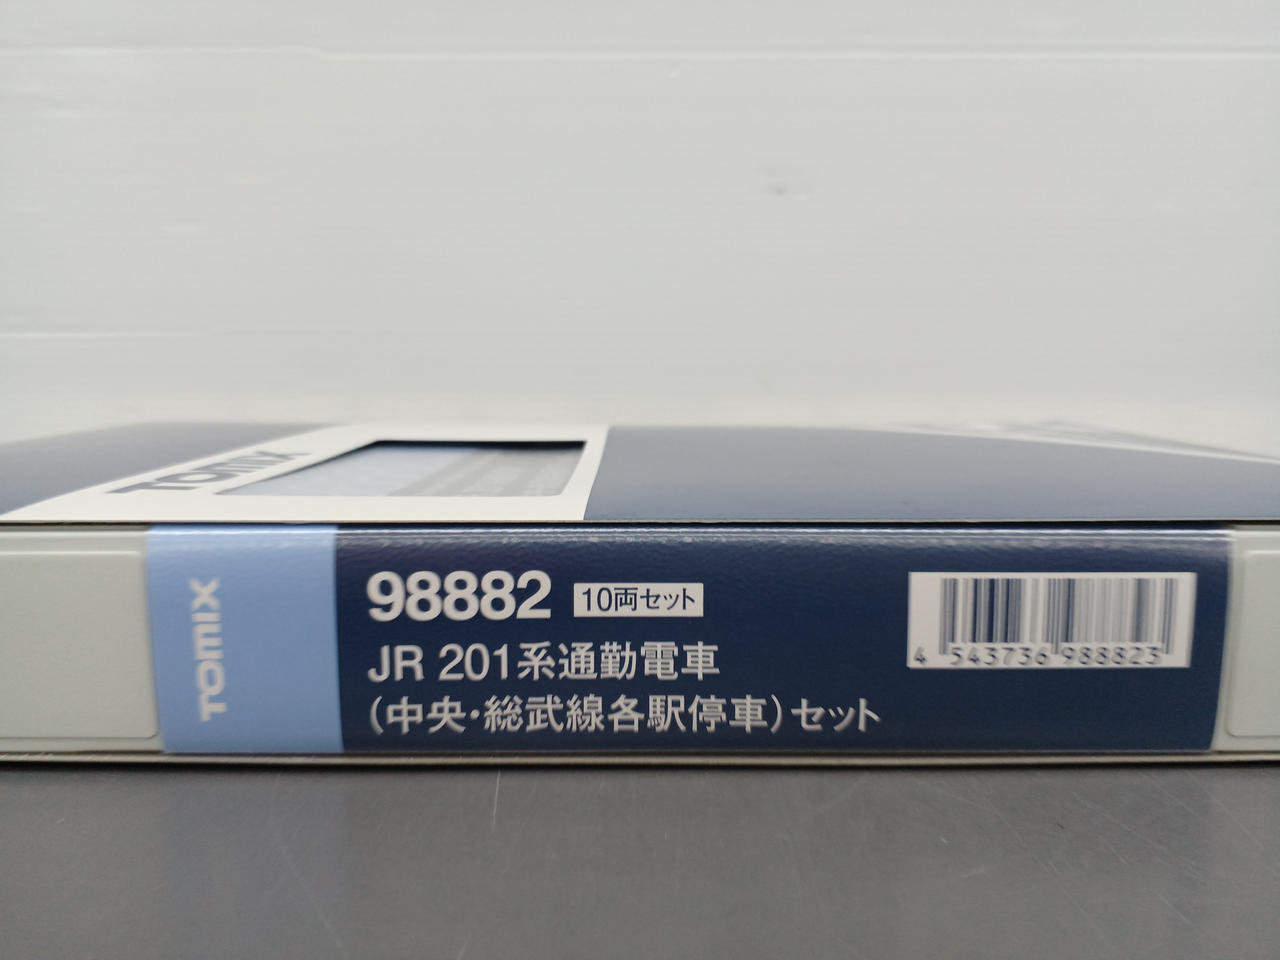 TOMIX
TOMIX
98882 10両セット
JR 201系通勤電車
(中央・総武線各駅停車)セット
4 543736 988823